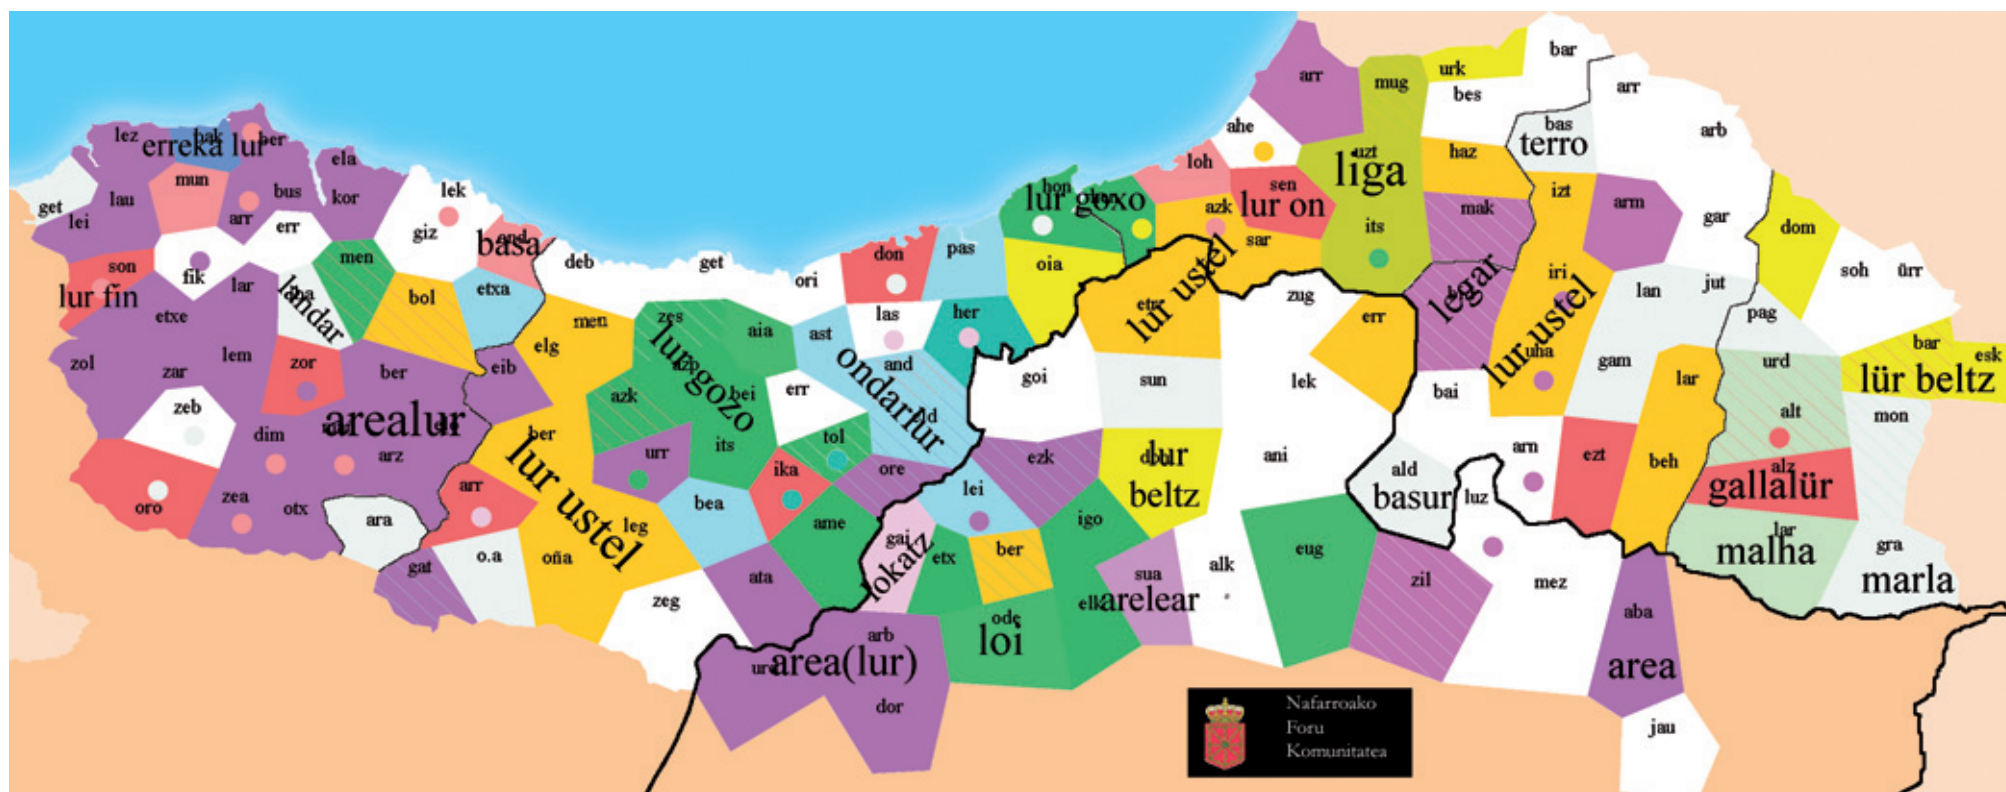 bar
arr
mug
urk
bes
arr
lez
bak
ber
erreka lur
ahe
bas
arb
terro
ela
mun
lau
bus
kor
lek
loh
uzt
haz
liga
get
lei
arr
err
giz
hon
lur goxo
sen
azk
lur on
mak
izt
arm
gar
dom
son
fik
men
basa
deb
get
don
pas
sar
its
lur fin
lar
landar
bol
etxa
ori
oia
lur ustel
legar
iri
lan
jut
soh
ürr
etxe
men
zes
aia
las
her
zug
err
pag
elg
lur gozo
ast
zol
zar
lem
zor
ber
eib
and
ondarlur
goi
sun
lek
uha
lur ustel
gam
lar
urd
bar
esk
lür beltz
zeb
azk
bei
err
bai
alt
mon
dim
arealur
ber
its
tol
arz
urr
ika
ore
ezk
lur
beltz
ani
ald
arn
ezt
beh
alz
gallalür
oro
zea
otx
ara
arr
lur ustel
leg
bea
ame
lei
igo
basur
luz
lar
malha
gat
o.a
oña
gai
lokatz
etx
ber
eug
gra
marla
ata
zeg
sua
alk
zil
mez
arelear
arb
area(lur)
ode
loi
aba
area
dor
jau
Nafarroako
Foru
Komunitatea